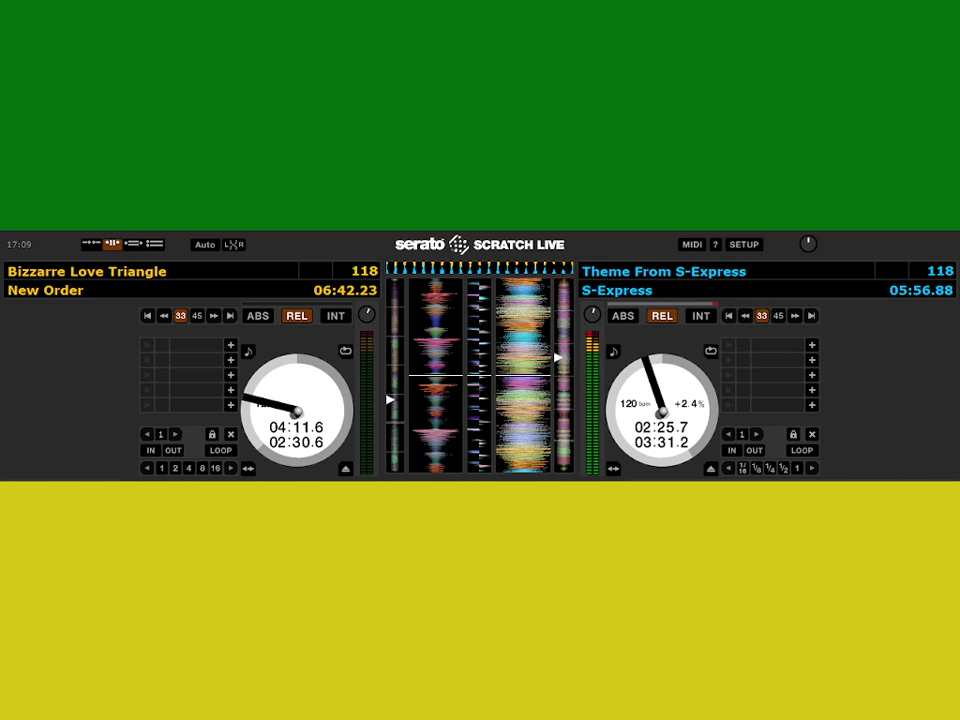 17:09 Auto L R serato SCRATCH LIVE MIDI ? SETUP
Bizzarre Love Triangle 118
New Order 06:42.23
Theme From S-Express 118
S-Express 05:56.88
33 45 ABS REL INT
04:11.6
02:30.6
1
IN OUT LOOP
1 2 4 8 16
ABS REL INT 33 45
120 bpm +2.4%
02:25.7
03:31.2
1
IN OUT LOOP
1/16 1/8 1/4 1/2 1